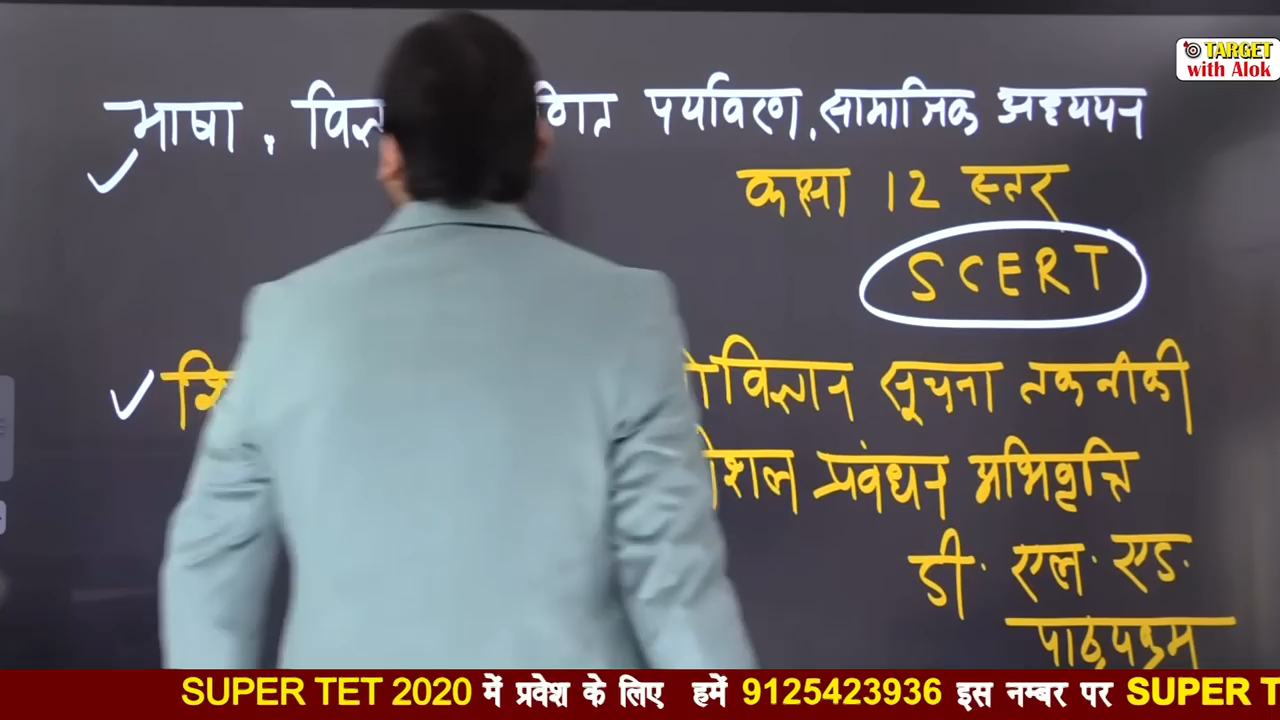 TARGET
with Alok
भाषा, पर्यावरण, सामाजिक अध्ययन
कक्षा 12 स्तर
SCERT
सूचना तकनीकी
प्रबंधन अभिवृत्ति
डी. एल. एड.
पाठ्यक्रम
SUPER TET 2020 में प्रवेश के लिए हमें 9125423936 इस नम्बर पर SUPER T